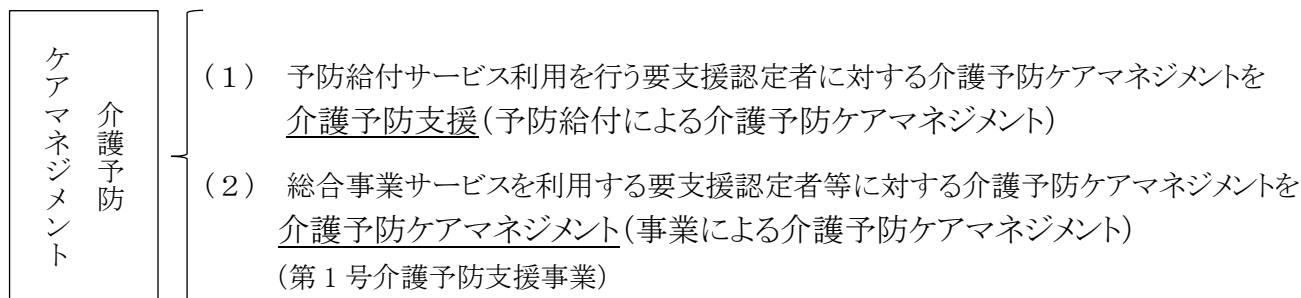 介護予防
ケアマネジメント
（１）　予防給付サービス利用を行う要支援認定者に対する介護予防ケアマネジメントを
介護予防支援（予防給付による介護予防ケアマネジメント）
（２）　総合事業サービスを利用する要支援認定者等に対する介護予防ケアマネジメントを
介護予防ケアマネジメント（事業による介護予防ケアマネジメント）
（第１号介護予防支援事業）